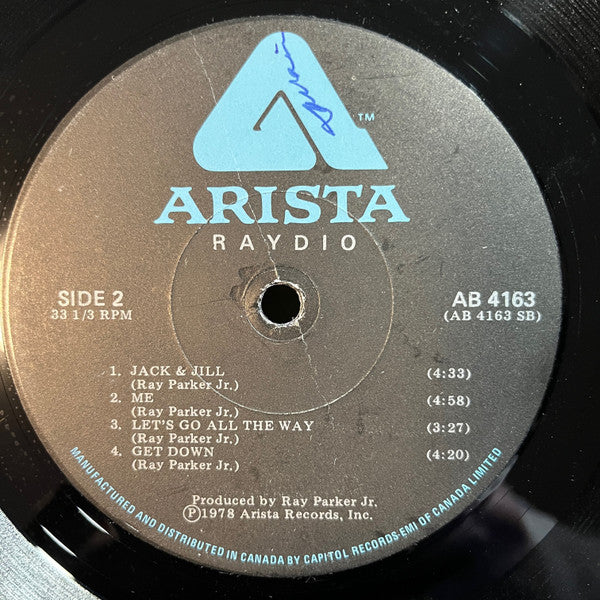 ™
ARISTA
RAYDIO
SIDE 2
33 1/3 RPM
AB 4163
(AB 4163 SB)
1. JACK & JILL (4:33)
(Ray Parker Jr.)
2. ME (4:58)
(Ray Parker Jr.)
3. LET'S GO ALL THE WAY (3:27)
(Ray Parker Jr.)
4. GET DOWN (4:20)
(Ray Parker Jr.)
Produced by Ray Parker Jr.
Ⓟ1978 Arista Records, Inc.
MANUFACTURED AND DISTRIBUTED IN CANADA BY CAPITOL RECORDS-EMI OF CANADA LIMITED